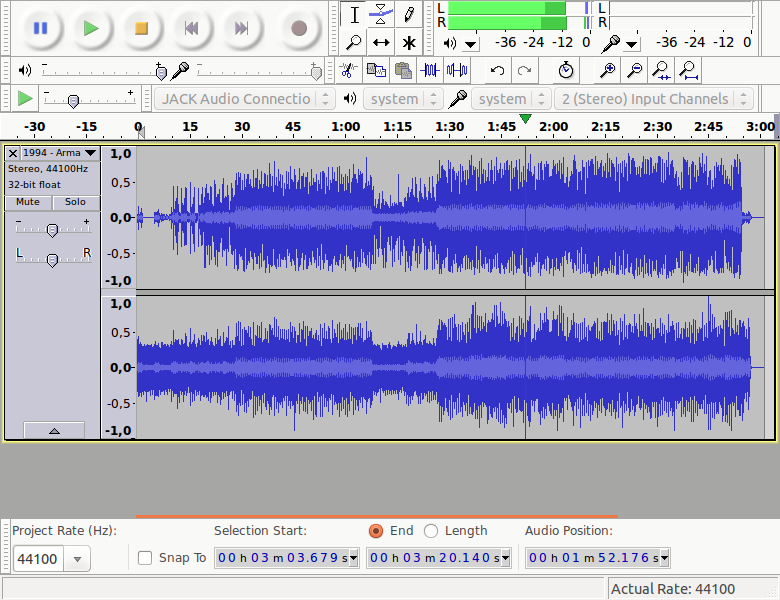 L
R
L
R
-36 -24 -12 0
-36 -24 -12 0
- +
- +
- +
JACK Audio Connectio
system
system
2 (Stereo) Input Channels
-30 -15 0 15 30 45 1:00 1:15 1:30 1:45 2:00 2:15 2:30 2:45 3:00
X 1994 - Arma
Stereo, 44100Hz
32-bit float
Mute Solo
- +
L R
1,0
0,5-
0,0-
-0,5-
-1,0
1,0
0,5-
0,0-
-0,5-
-1,0
Project Rate (Hz):
Selection Start:
End
Length
Audio Position:
44100
Snap To
00 h 03 m 03.679 s
00 h 03 m 20.140 s
00 h 01 m 52.176 s
Actual Rate: 44100